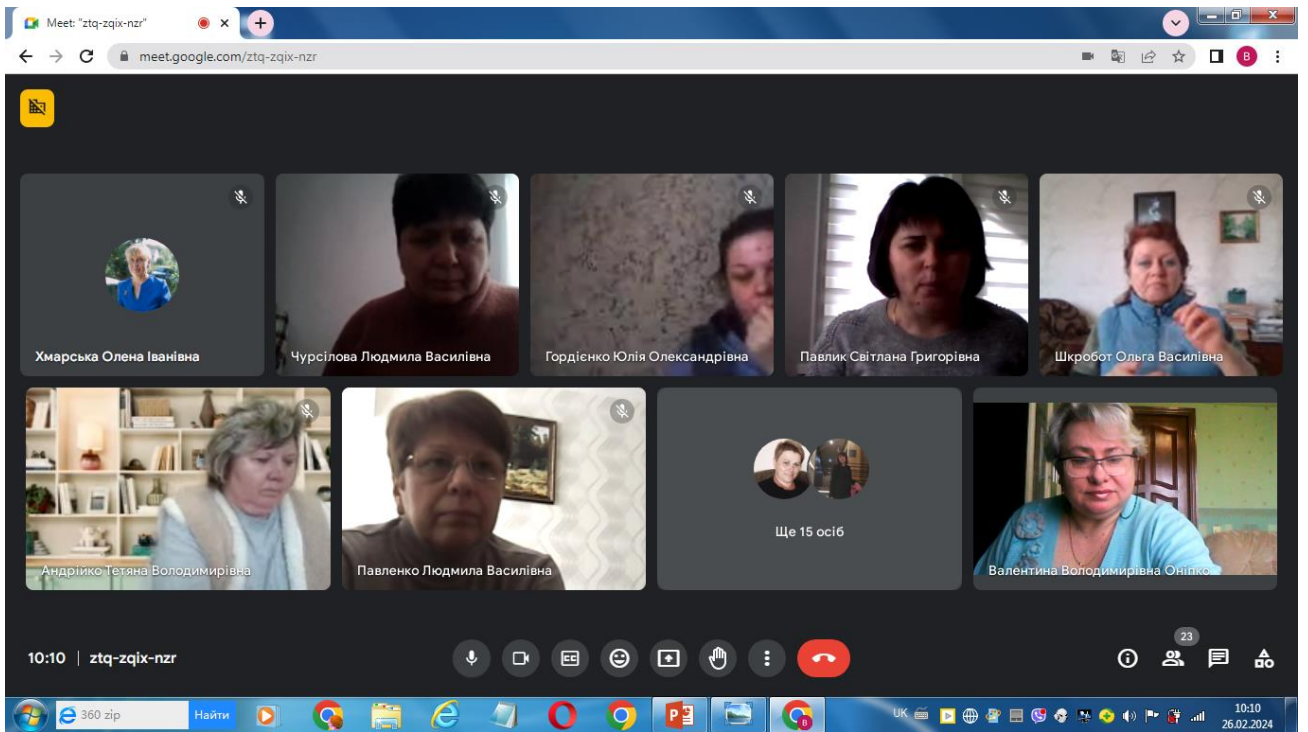 Meet: "ztq-zqix-nzr"
meet.google.com/ztq-zqix-nzr
B
Хмарська Олена Іванівна
Чурсілова Людмила Василівна
Гордієнко Юлія Олександрівна
Павлик Світлана Григорівна
Шкробот Ольга Василівна
Андрійко Тетяна Володимирівна
Павленко Людмила Василівна
Ще 15 осіб
Валентина Володимирівна Оніпко
10:10 | ztq-zqix-nzr
CC
23
360 zip
Найти
UK
10:10
26.02.2024